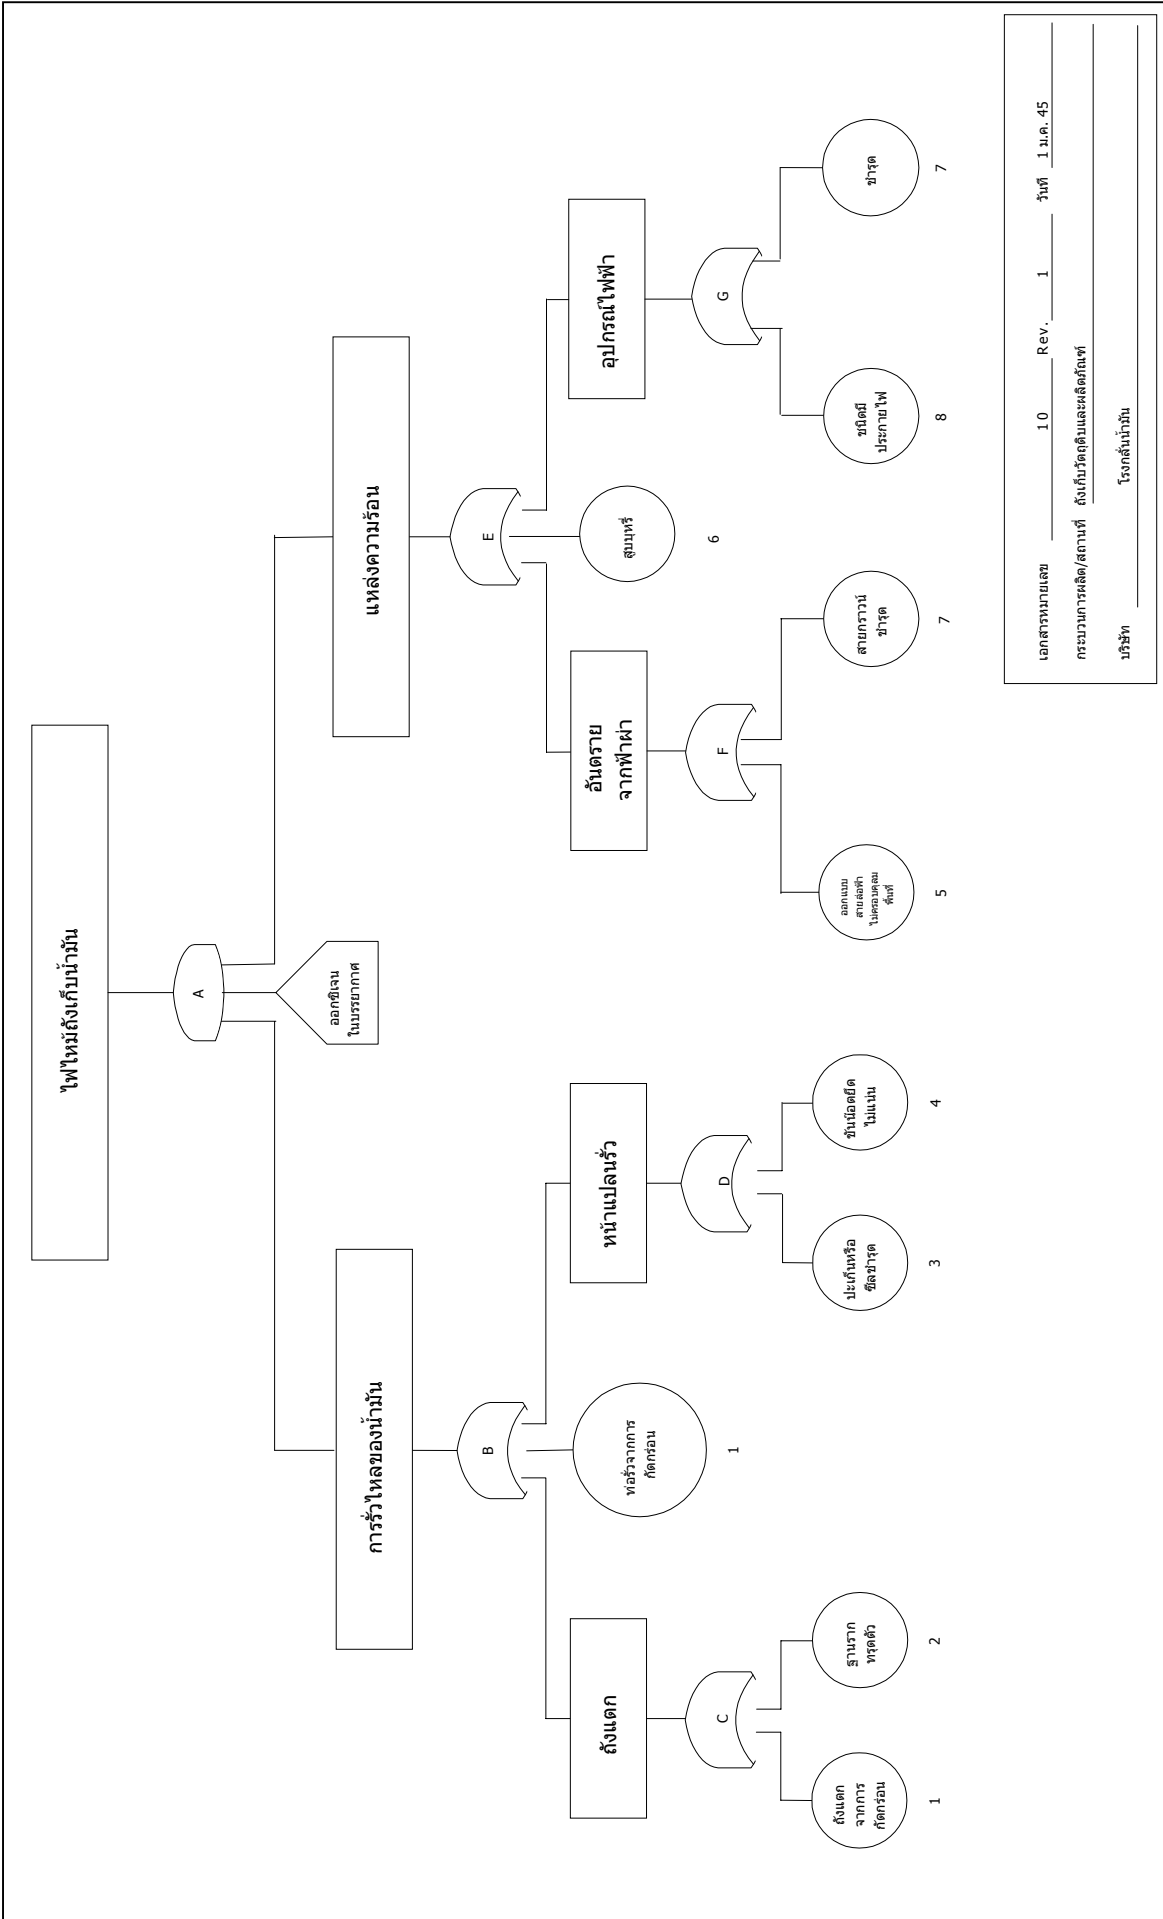 ไฟไหม้ถังเก็บน้ำมัน
A
ออกซิเจน
ในบรรยากาศ
การรั่วไหลของน้ำมัน
แหล่งความร้อน
B
E
ท่อรั่วจากการ
กัดกร่อน
1
สูบบุหรี่
6
ถังแตก
หน้าแปลนรั่ว
อันตราย
จากฟ้าผ่า
อุปกรณ์ไฟฟ้า
C
D
F
G
ถังแตก
จากการ
กัดกร่อน
1
ฐานราก
ทรุดตัว
2
ปะเก็นหรือ
ซีลชำรุด
3
ขันน๊อตยึด
ไม่แน่น
4
ออกแบบ
สายล่อฟ้า
ไม่ครอบคลุม
พื้นที่
5
สายกราวน์
ชำรุด
7
ชนิดมี
ประกายไฟ
8
ชำรุด
7
เอกสารหมายเลข 10 Rev. 1 วันที่ 1 ม.ค. 45
กระบวนการผลิต/สถานที่ ถังเก็บวัตถุดิบและผลิตภัณฑ์
บริษัท โรงกลั่นน้ำมัน